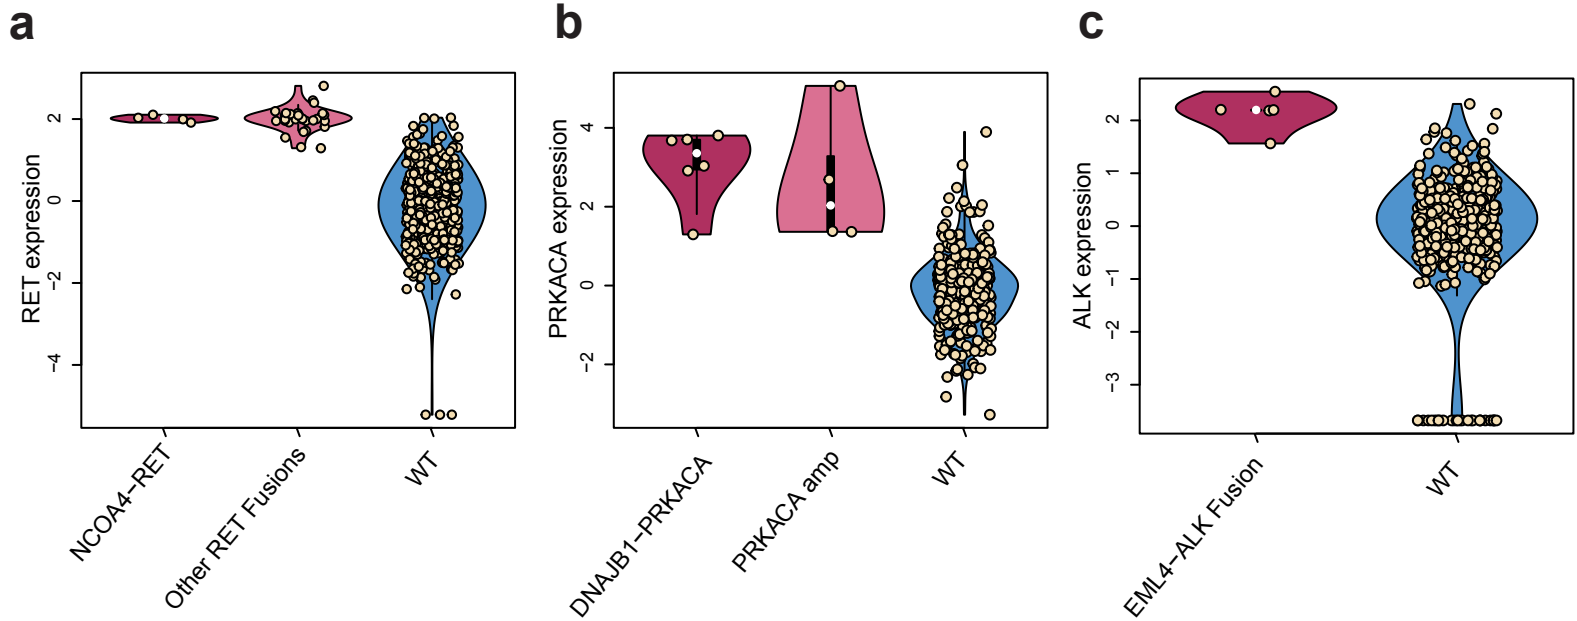 a
RET expression
2
0
−2
−4
NCOA4−RET
Other RET Fusions
WT
b
PRKACA expression
4
2
0
−2
DNAJB1−PRKACA
PRKACA amp
WT
c
ALK expression
2
1
0
−1
−2
−3
EML4−ALK Fusion
WT